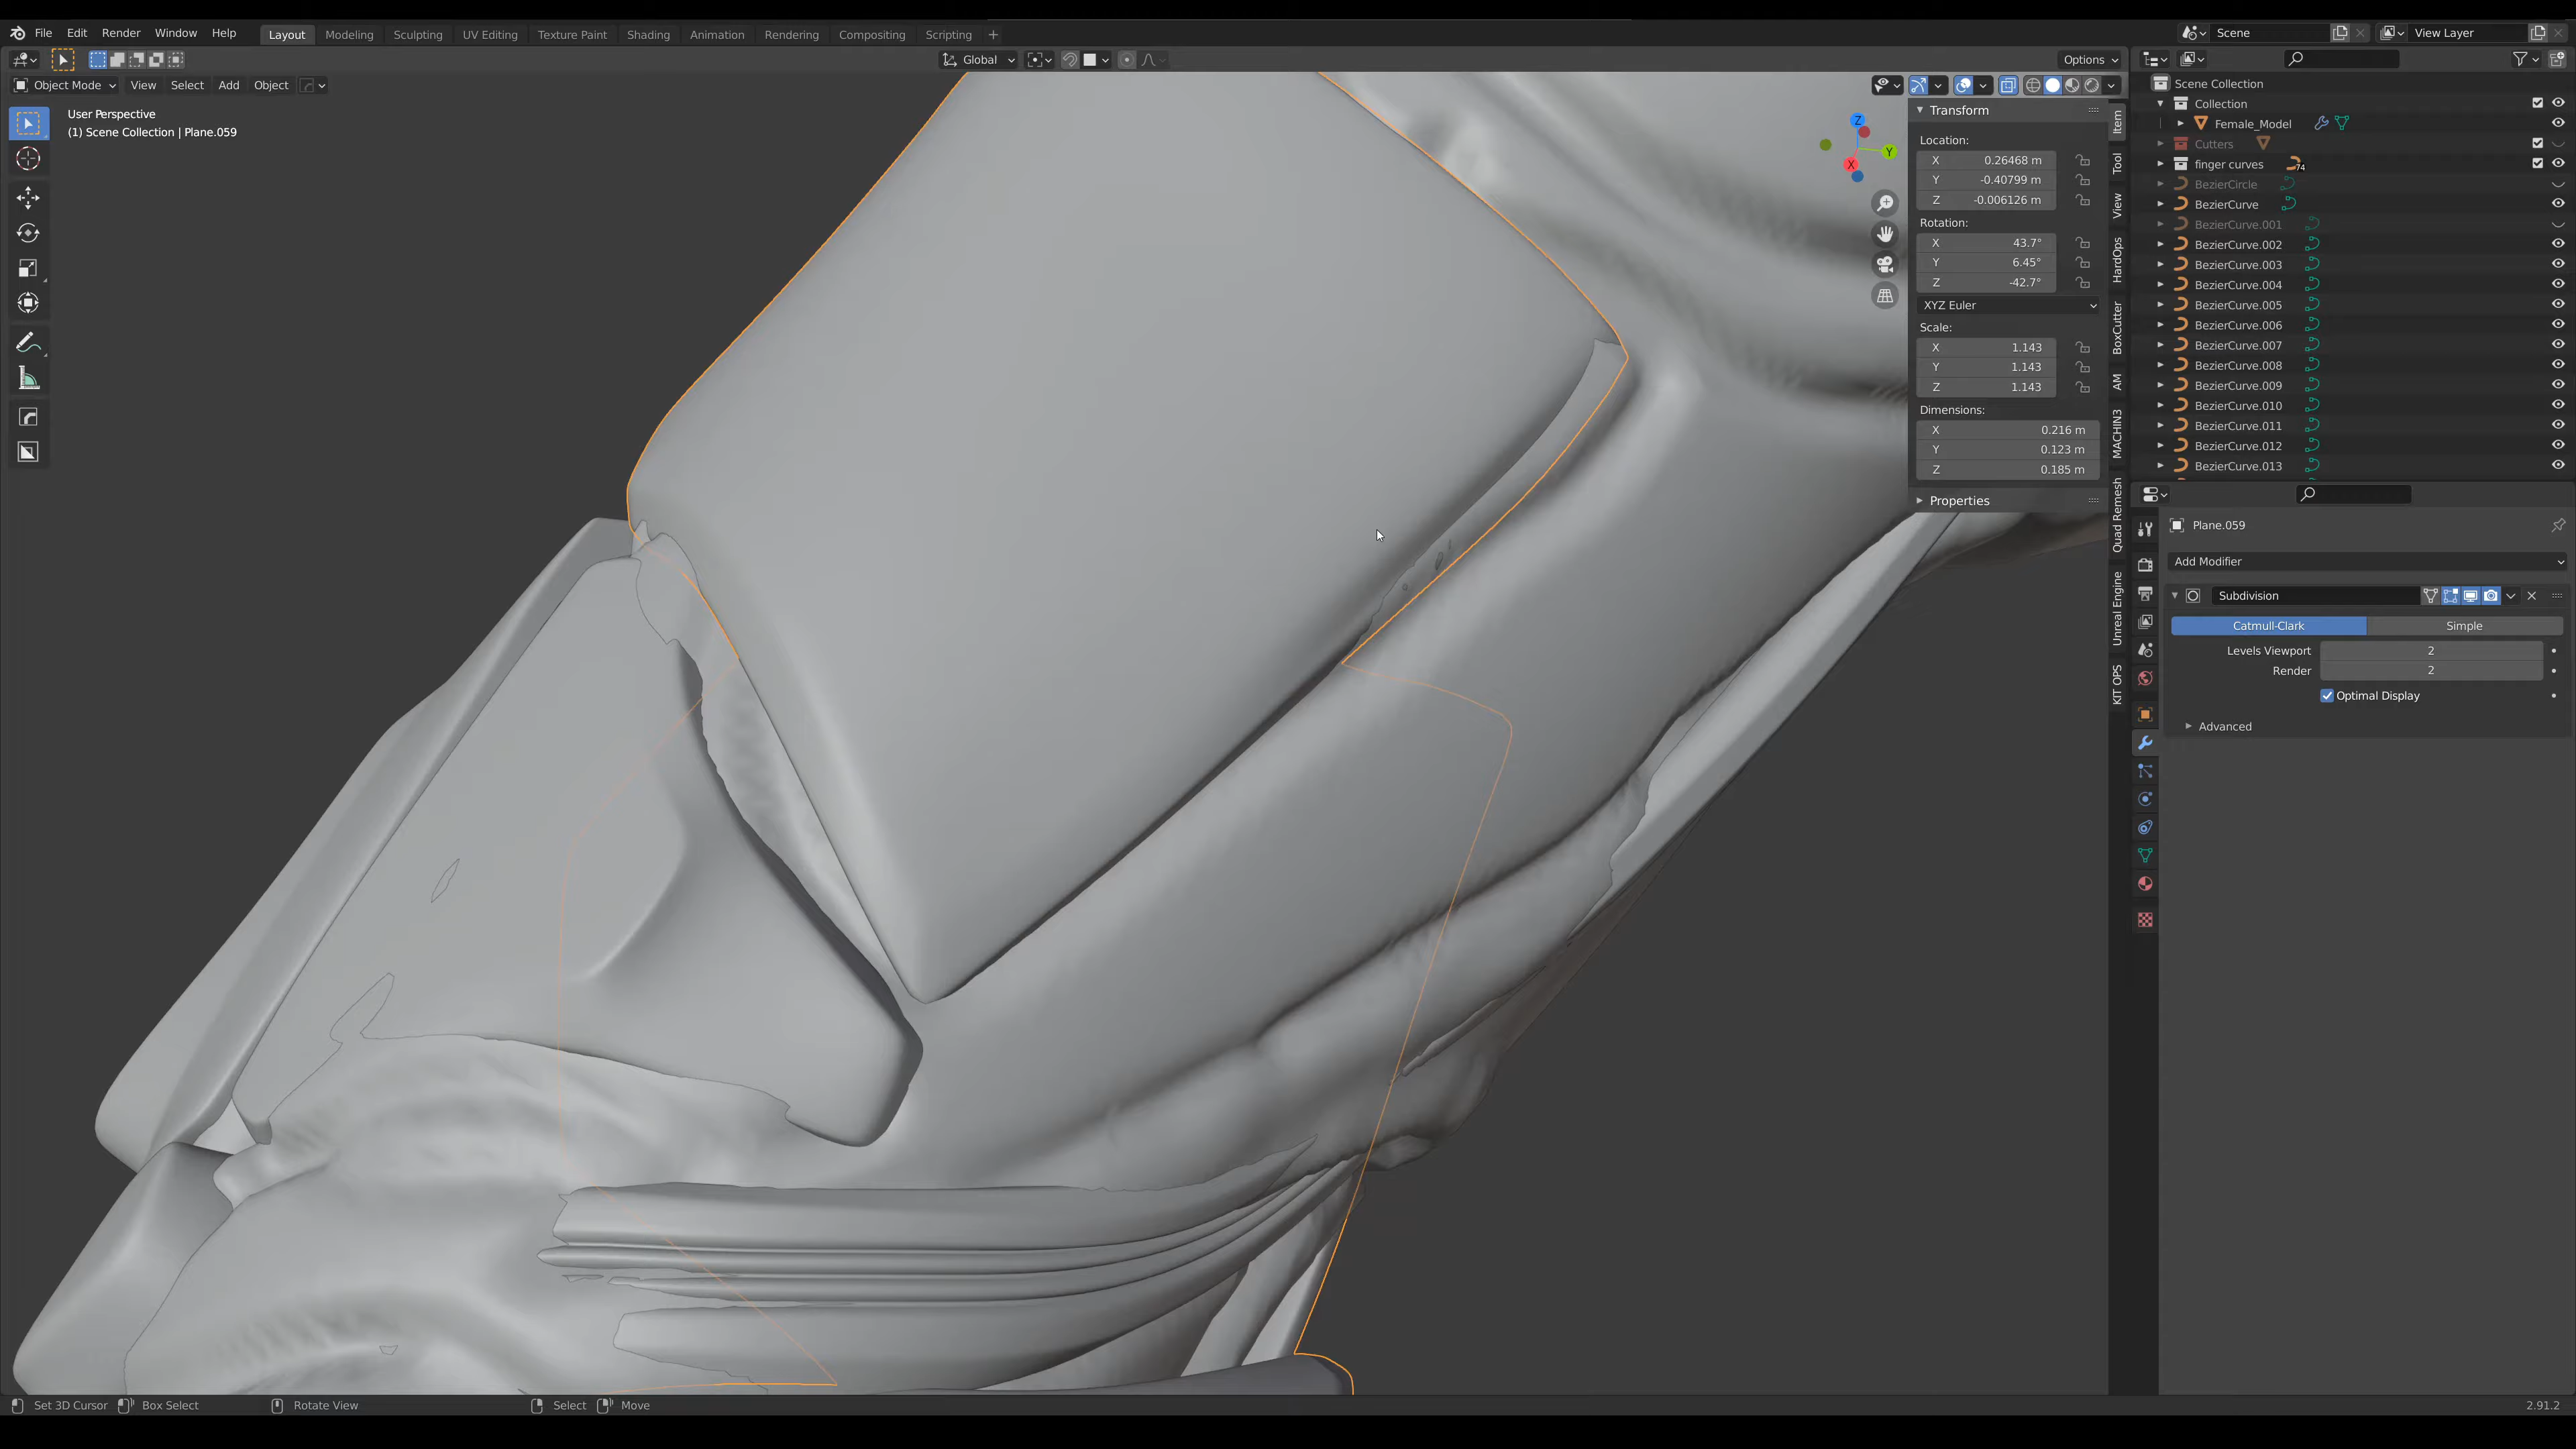 File Edit Render Window Help Layout Modeling Sculpting UV Editing Texture Paint Shading Animation Rendering Compositing Scripting + Scene View Layer
Global Options
Object Mode View Select Add Object
User Perspective
(1) Scene Collection | Plane.059
Z
Y
X
Transform
Location:
X 0.26468 m
Y -0.40799 m
Z -0.006126 m
Rotation:
X 43.7°
Y 6.45°
Z -42.7°
XYZ Euler
Scale:
X 1.143
Y 1.143
Z 1.143
Dimensions:
X 0.216 m
Y 0.123 m
Z 0.185 m
Properties
Item
Tool
View
HardOps
BoxCutter
AM
MACHIN3
Quad Remesh
Unreal Engine
KIT OPS
Scene Collection
Collection
Female_Model
Cutters
finger curves 74
BezierCircle
BezierCurve
BezierCurve.001
BezierCurve.002
BezierCurve.003
BezierCurve.004
BezierCurve.005
BezierCurve.006
BezierCurve.007
BezierCurve.008
BezierCurve.009
BezierCurve.010
BezierCurve.011
BezierCurve.012
BezierCurve.013
Plane.059
Add Modifier
Subdivision
Catmull-Clark Simple
Levels Viewport 2
Render 2
Optimal Display
Advanced
Set 3D Cursor Box Select Rotate View Select Move 2.91.2